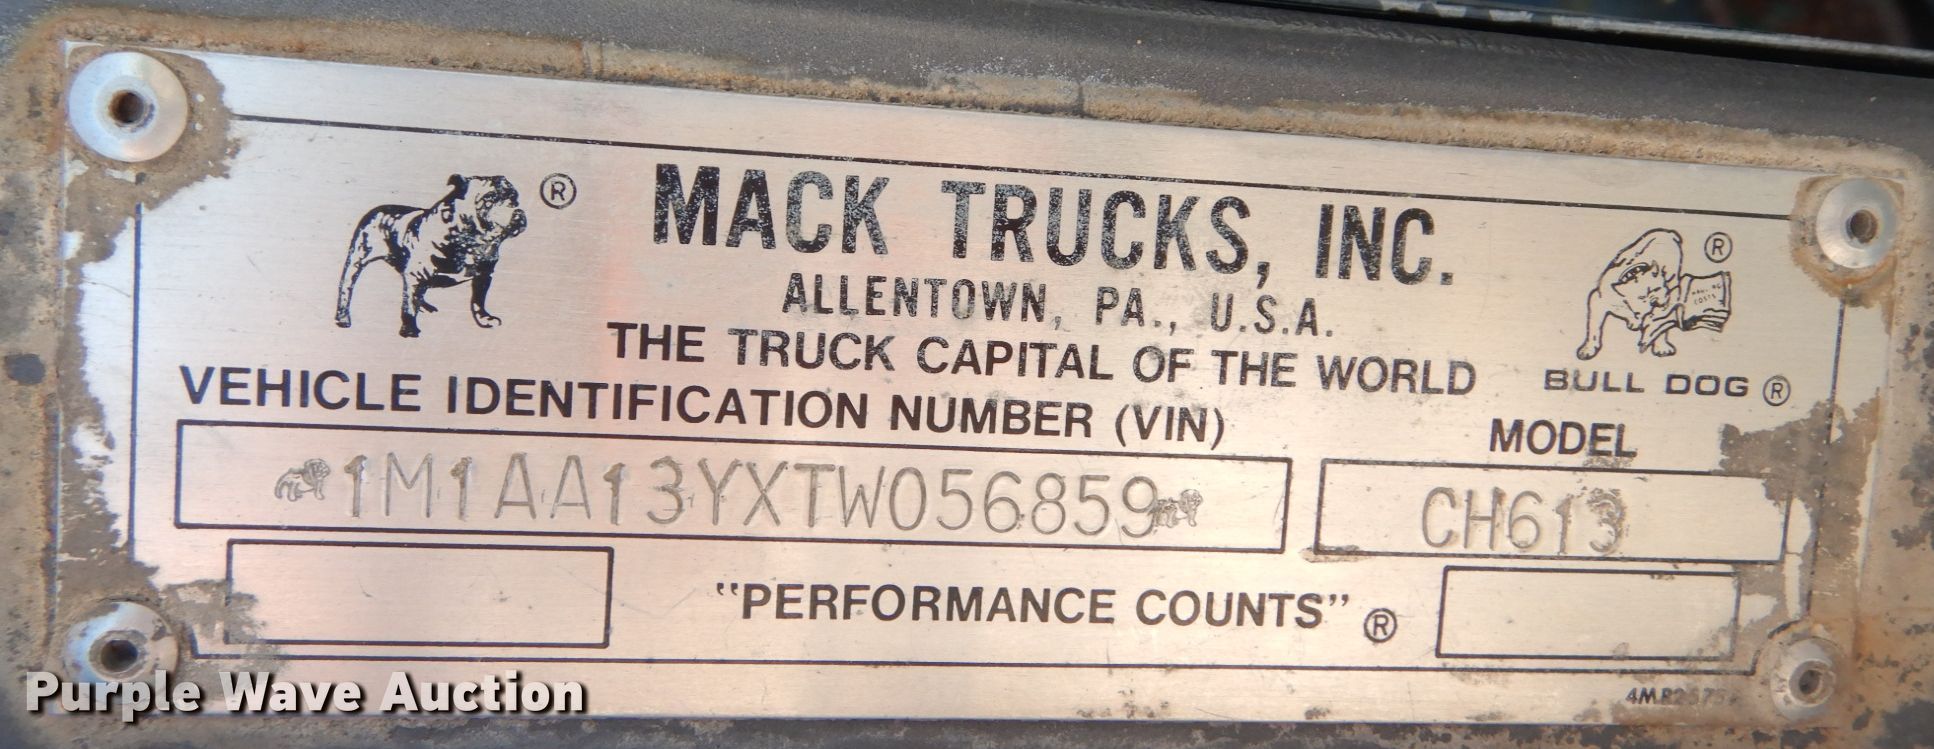 ® MACK TRUCKS, INC. ®
ALLENTOWN, PA., U.S.A.
THE TRUCK CAPITAL OF THE WORLD
BULL DOG ®
VEHICLE IDENTIFICATION NUMBER (VIN)
MODEL
1M1AA13YXTW056859
CH613
"PERFORMANCE COUNTS" ®
Purple Wave Auction